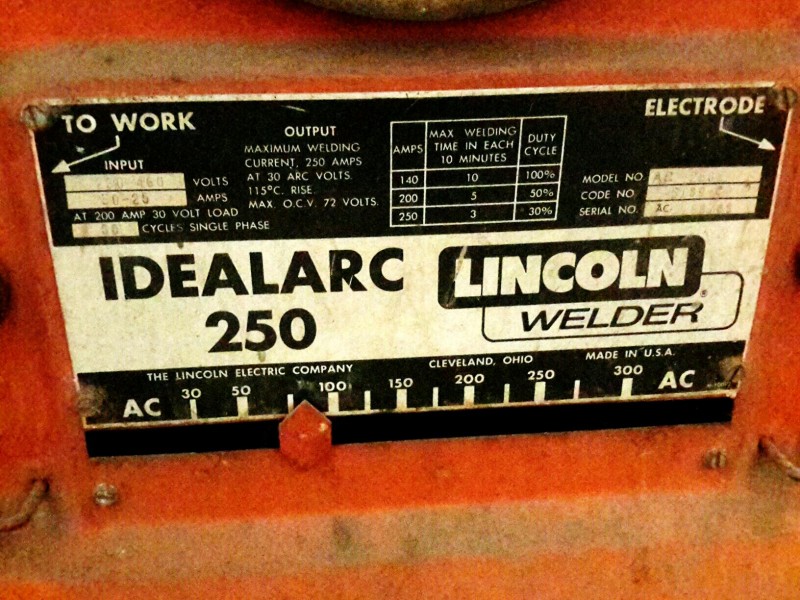 TO WORK
ELECTRODE
INPUT
VOLTS
AMPS
AT 200 AMP 30 VOLT LOAD
CYCLES SINGLE PHASE
OUTPUT
MAXIMUM WELDING
CURRENT, 250 AMPS
AT 30 ARC VOLTS.
115°C. RISE.
MAX. O.C.V. 72 VOLTS.
AMPS
MAX WELDING
TIME IN EACH
10 MINUTES
DUTY
CYCLE
140 10 100%
200 5 50%
250 3 30%
MODEL NO.
CODE NO.
SERIAL NO. AC
IDEALARC
250
LINCOLN
WELDER ®
THE LINCOLN ELECTRIC COMPANY CLEVELAND, OHIO MADE IN U.S.A.
AC 30 50 100 150 200 250 300 AC